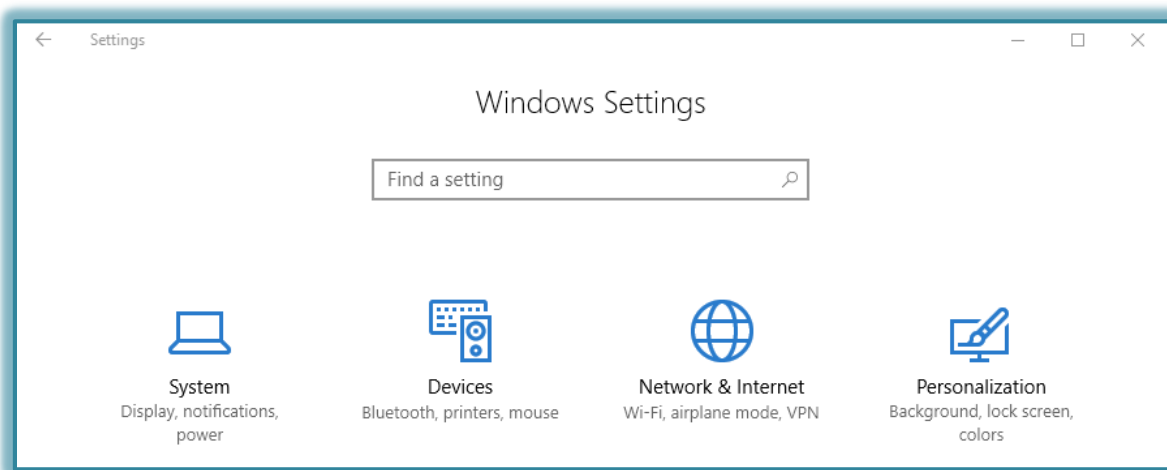 Settings
Windows Settings
Find a setting
System
Display, notifications,
power
Devices
Bluetooth, printers, mouse
Network & Internet
Wi-Fi, airplane mode, VPN
Personalization
Background, lock screen,
colors